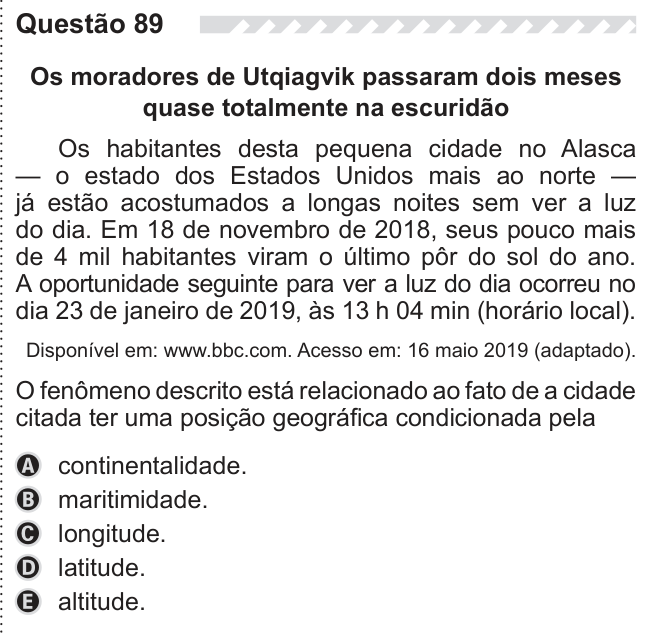 Questão 89
Os moradores de Utqiagvik passaram dois meses
quase totalmente na escuridão
Os habitantes desta pequena cidade no Alasca
— o estado dos Estados Unidos mais ao norte —
já estão acostumados a longas noites sem ver a luz
do dia. Em 18 de novembro de 2018, seus pouco mais
de 4 mil habitantes viram o último pôr do sol do ano.
A oportunidade seguinte para ver a luz do dia ocorreu no
dia 23 de janeiro de 2019, às 13 h 04 min (horário local).
Disponível em: www.bbc.com. Acesso em: 16 maio 2019 (adaptado).
O fenômeno descrito está relacionado ao fato de a cidade
citada ter uma posição geográfica condicionada pela
A continentalidade.
B maritimidade.
C longitude.
D latitude.
E altitude.